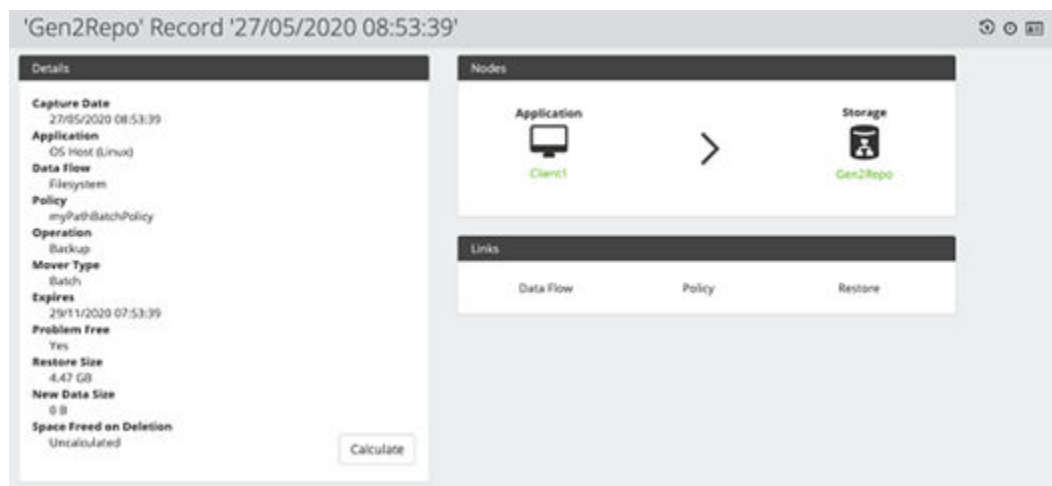 'Gen2Repo' Record '27/05/2020 08:53:39'
Details
Capture Date
27/05/2020 08:53:39
Application
OS Host (Linux)
Data Flow
Filesystem
Policy
myPathBatchPolicy
Operation
Backup
Mover Type
Batch
Expires
29/11/2020 07:53:39
Problem Free
Yes
Restore Size
4.47 GB
New Data Size
0 B
Space Freed on Deletion
Uncalculated
Calculate
Nodes
Application
Storage
Client1
Gen2Repo
Links
Data Flow
Policy
Restore